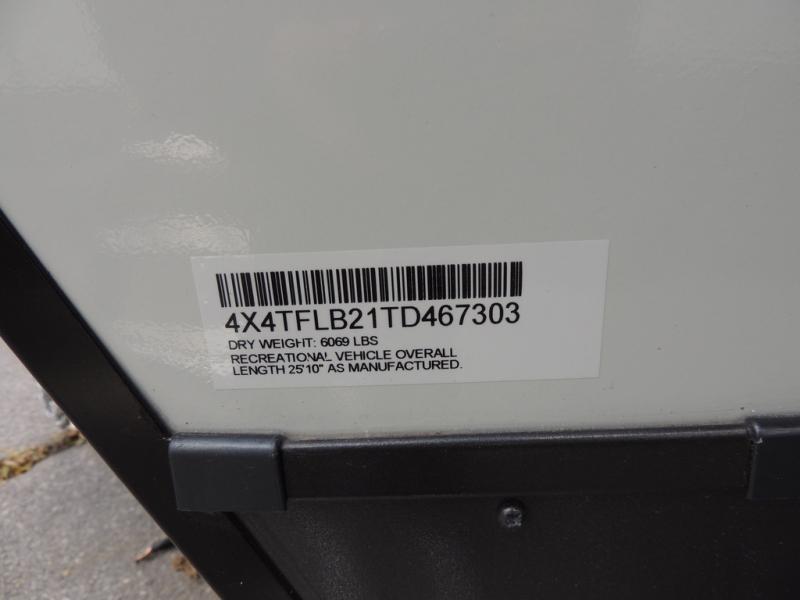 4X4TFLB21TD467303
DRY WEIGHT: 6069 LBS
RECREATIONAL VEHICLE OVERALL
LENGTH 25'10" AS MANUFACTURED.